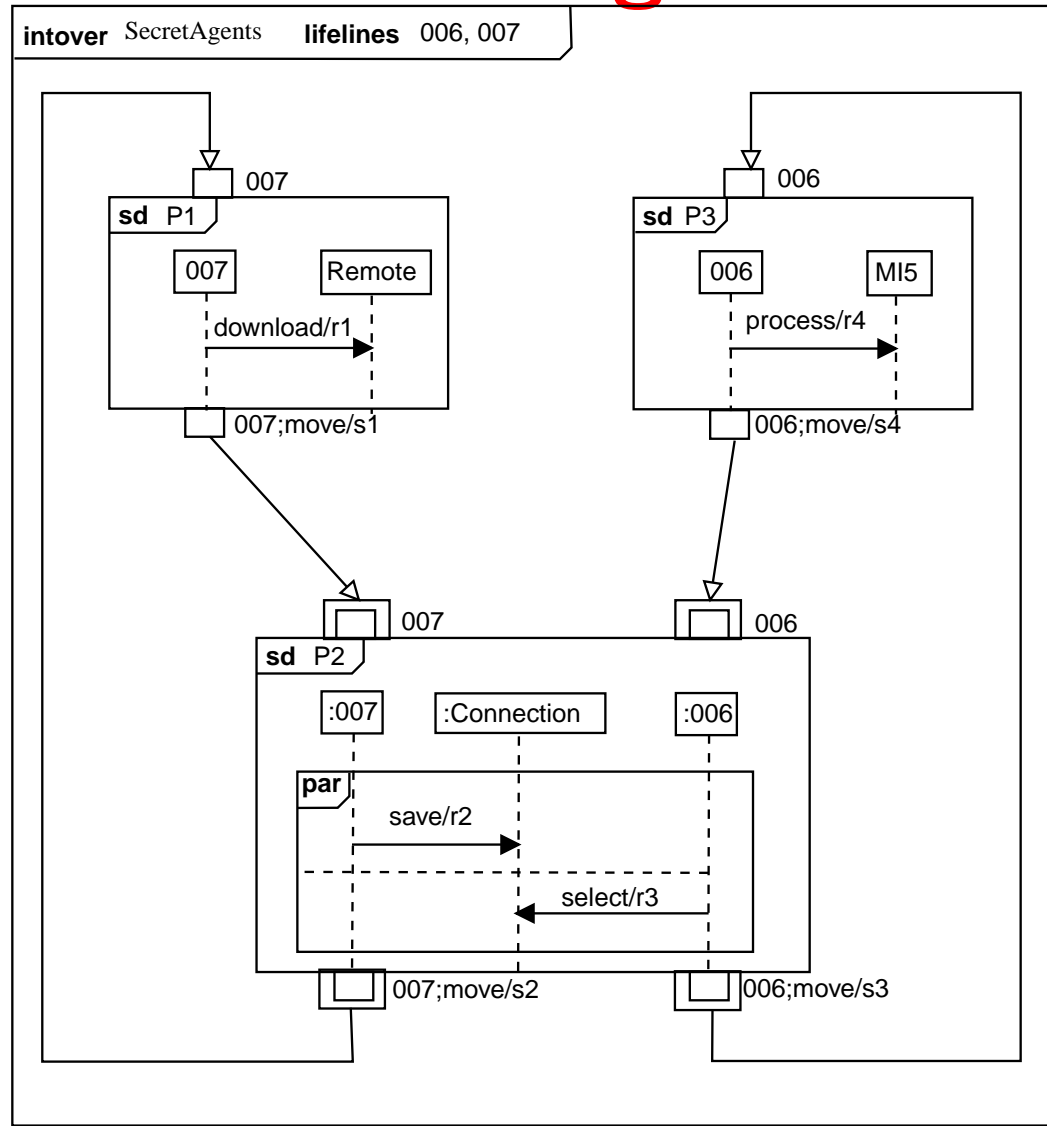 intover SecretAgents lifelines 006, 007
007
sd P1
007 Remote
download/r1
007;move/s1
006
sd P3
006 MI5
process/r4
006;move/s4
007
006
sd P2
:007 :Connection :006
par
save/r2
select/r3
007;move/s2
006;move/s3